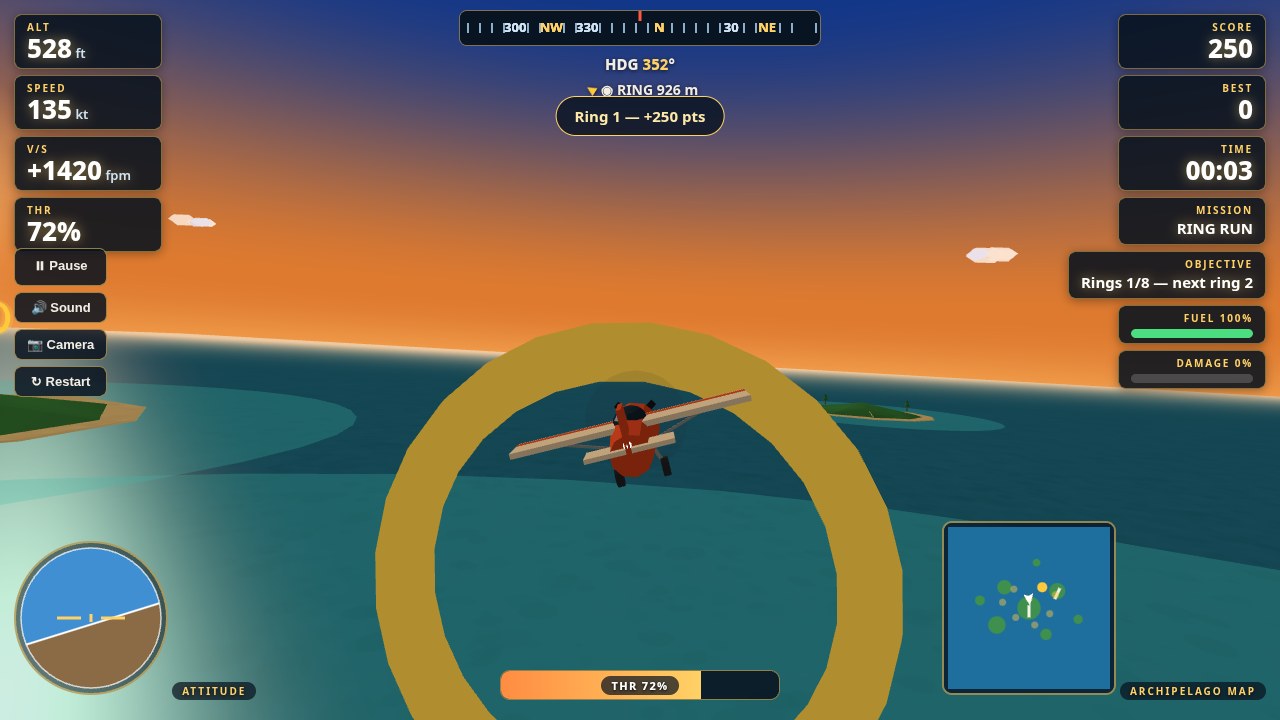 ALT
528 ft
SPEED
135 kt
V/S
+1420 fpm
THR
72%
⏸ Pause
🔊 Sound
📷 Camera
↻ Restart
300 NW 330 N 30 NE
HDG 352°
▼ ◉ RING 926 m
Ring 1 — +250 pts
SCORE
250
BEST
0
TIME
00:03
MISSION
RING RUN
OBJECTIVE
Rings 1/8 — next ring 2
FUEL 100%
DAMAGE 0%
ATTITUDE
THR 72%
ARCHIPELAGO MAP